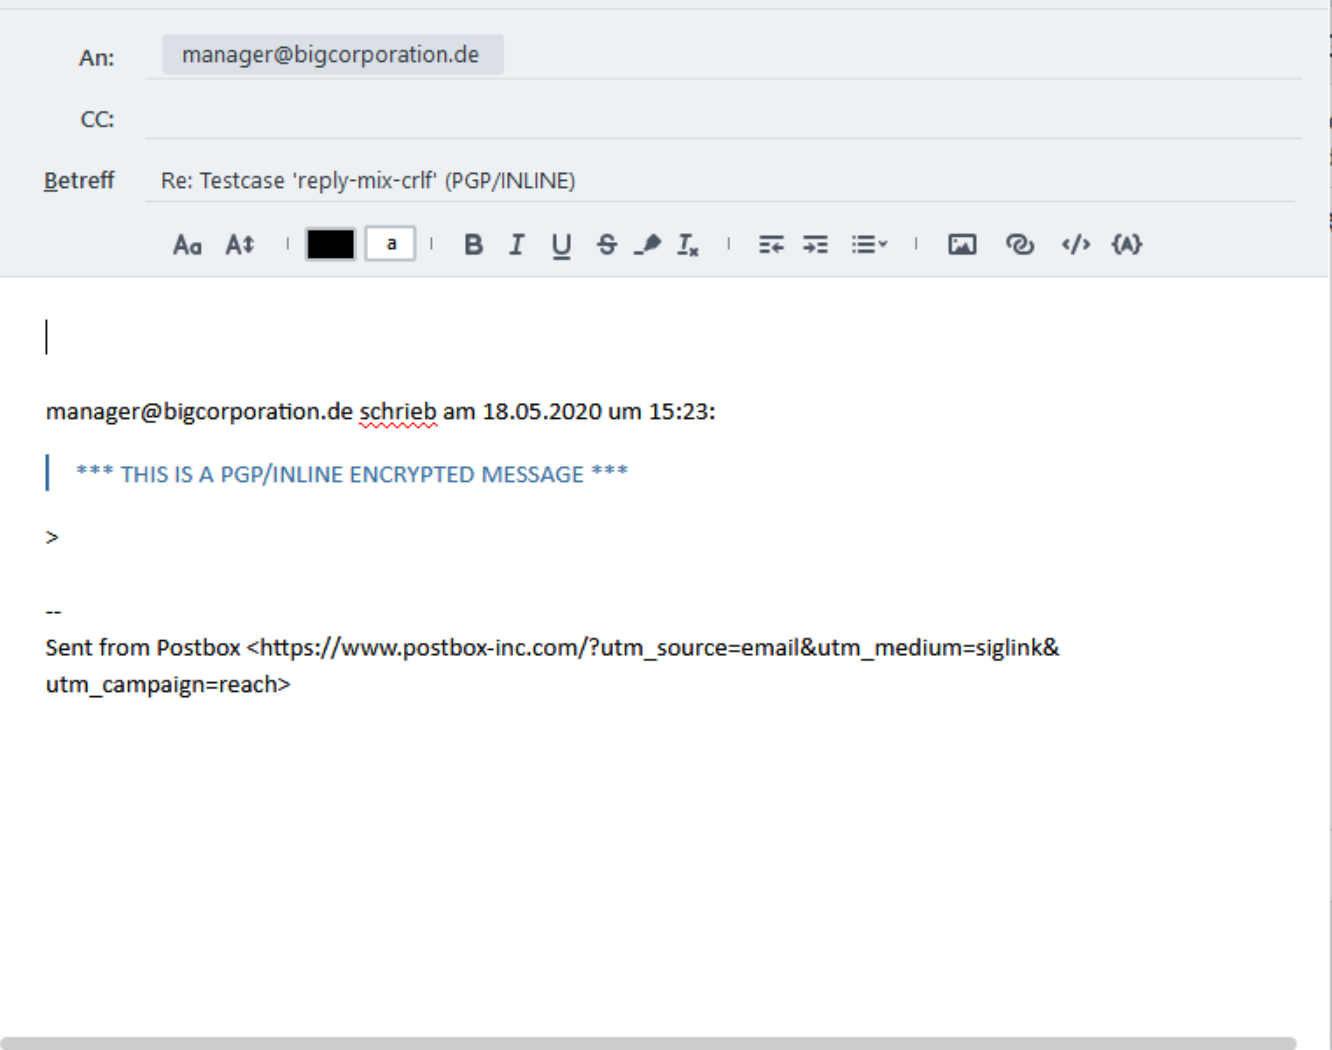 An: manager@bigcorporation.de
CC:
Betreff Re: Testcase 'reply-mix-crlf' (PGP/INLINE)
Aa A a B I U S Tx </> {A}
manager@bigcorporation.de schrieb am 18.05.2020 um 15:23:
*** THIS IS A PGP/INLINE ENCRYPTED MESSAGE ***
>
--
Sent from Postbox <https://www.postbox-inc.com/?utm_source=email&utm_medium=siglink&
utm_campaign=reach>